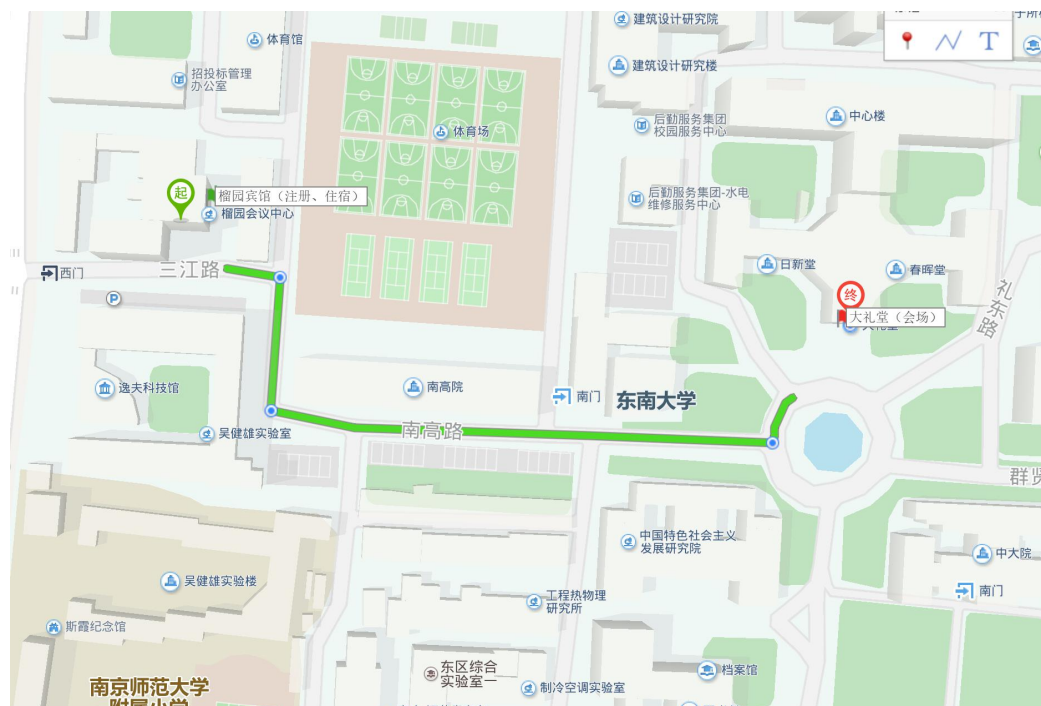 建筑设计研究院
体育馆
T
招投标管理
办公室
建筑设计研究楼
中心楼
后勤服务集团
校园服务中心
体育场
起
榴园宾馆（注册、住宿）
榴园会议中心
后勤服务集团-水电
维修服务中心
三江路
西门
日新堂
春晖堂
终
大礼堂（会场）
礼东路
P
逸夫科技馆
南高院
南门
东南大学
吴健雄实验室
南高路
群贤
中国特色社会主义
发展研究院
中大院
吴健雄实验楼
南门
工程热物理
研究所
斯霞纪念馆
东区综合
实验室一
档案馆
南京师范大学
附属小学
制冷空调实验室